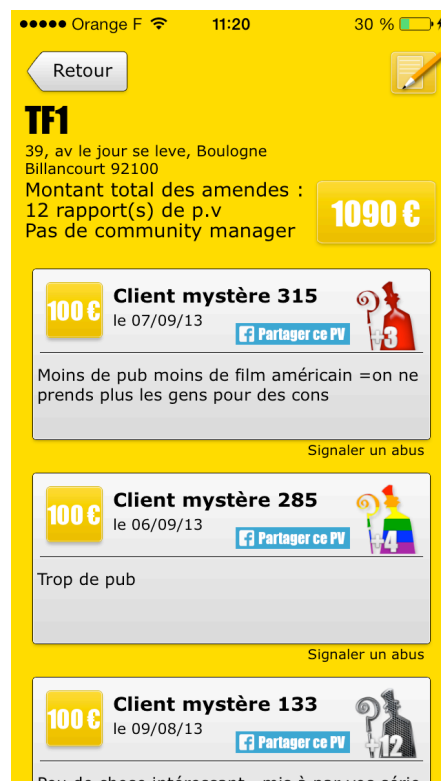 Orange F 11:20 30 %
Retour
TF1
39, av le jour se leve, Boulogne
Billancourt 92100
Montant total des amendes :
12 rapport(s) de p.v
Pas de community manager
1090 €
100 €
Client mystère 315
le 07/09/13
Partager ce PV
+3
Moins de pub moins de film américain =on ne
prends plus les gens pour des cons
Signaler un abus
100 €
Client mystère 285
le 06/09/13
Partager ce PV
+4
Trop de pub
Signaler un abus
100 €
Client mystère 133
le 09/08/13
Partager ce PV
+12